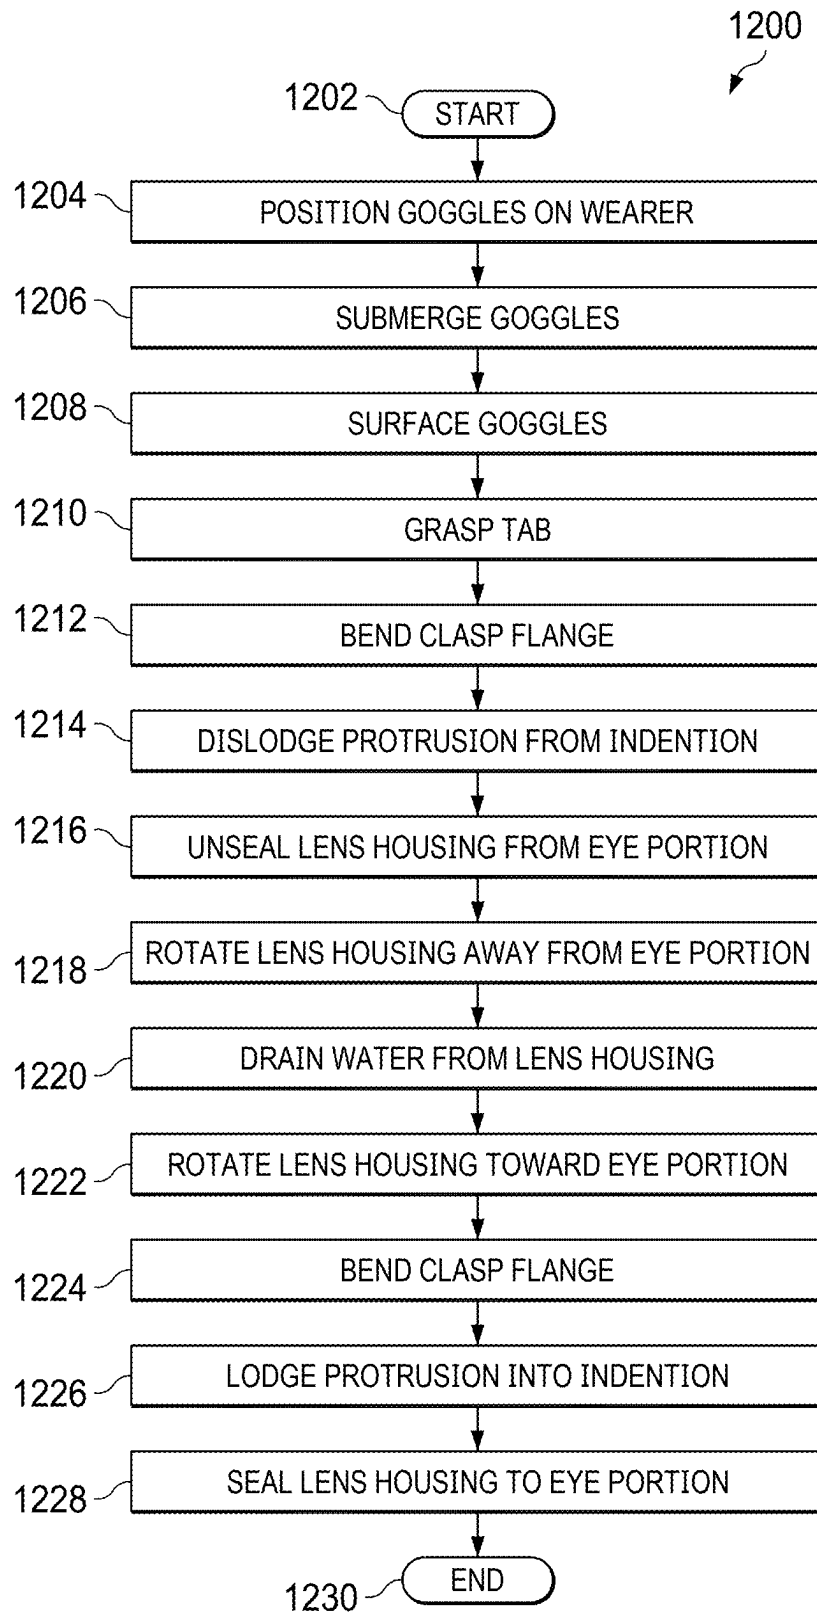 1200
1202 START
1204 POSITION GOGGLES ON WEARER
1206 SUBMERGE GOGGLES
1208 SURFACE GOGGLES
1210 GRASP TAB
1212 BEND CLASP FLANGE
1214 DISLODGE PROTRUSION FROM INDENTION
1216 UNSEAL LENS HOUSING FROM EYE PORTION
1218 ROTATE LENS HOUSING AWAY FROM EYE PORTION
1220 DRAIN WATER FROM LENS HOUSING
1222 ROTATE LENS HOUSING TOWARD EYE PORTION
1224 BEND CLASP FLANGE
1226 LODGE PROTRUSION INTO INDENTION
1228 SEAL LENS HOUSING TO EYE PORTION
1230 END